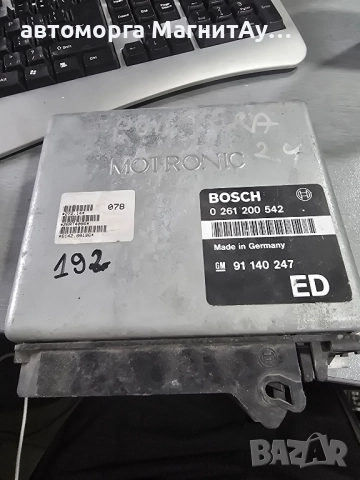 автоморга МагнитАу...
MOTRONIC
2.4
078
BOSCH
0 261 200 542
Made in Germany
GM 91 140 247
ED
192
BAZAR